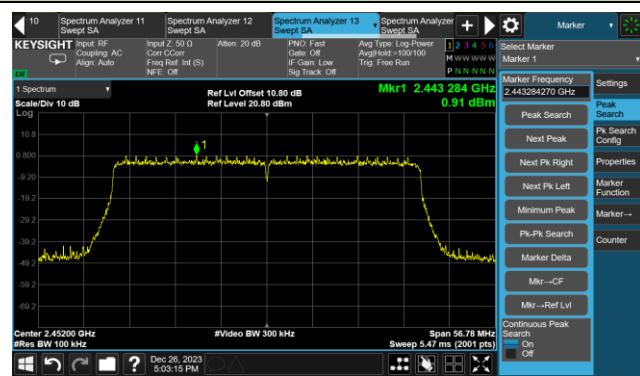 10
Spectrum Analyzer 11
Swept SA
Spectrum Analyzer 12
Swept SA
Spectrum Analyzer 13
Swept SA
Spectrum Analyzer
Swept SA
Marker
KEYSIGHT
Input: RF
Coupling: AC
Align: Auto
Input Z: 50 Ω
Corr CCorr
Freq Ref: Int (S)
NFE: Off
Atten: 20 dB
PNO: Fast
Gate: Off
IF Gain: Low
Sig Track: Off
Avg Type: Log-Power
Avg|Hold:>100/100
Trig: Free Run
1 2 3 4 5 6
M W W W W W
P N N N N N
Select Marker
Marker 1
1 Spectrum
Scale/Div 10 dB
Log
Ref Lvl Offset 10.80 dB
Ref Level 20.80 dBm
Mkr1 2.443 284 GHz
0.91 dBm
10.8
0.800
-9.20
-19.2
-29.2
-39.2
-49.2
-59.2
-69.2
1
Center 2.45200 GHz
#Res BW 100 kHz
#Video BW 300 kHz
Span 56.78 MHz
Sweep 5.47 ms (2001 pts)
Marker Frequency
2.443284270 GHz
Peak Search
Next Peak
Next Pk Right
Next Pk Left
Minimum Peak
Pk-Pk Search
Marker Delta
Mkr→CF
Mkr→Ref Lvl
Continuous Peak
Search
On
Off
Settings
Peak
Search
Pk Search
Config
Properties
Marker
Function
Marker→
Counter
Dec 26, 2023
5:03:15 PM